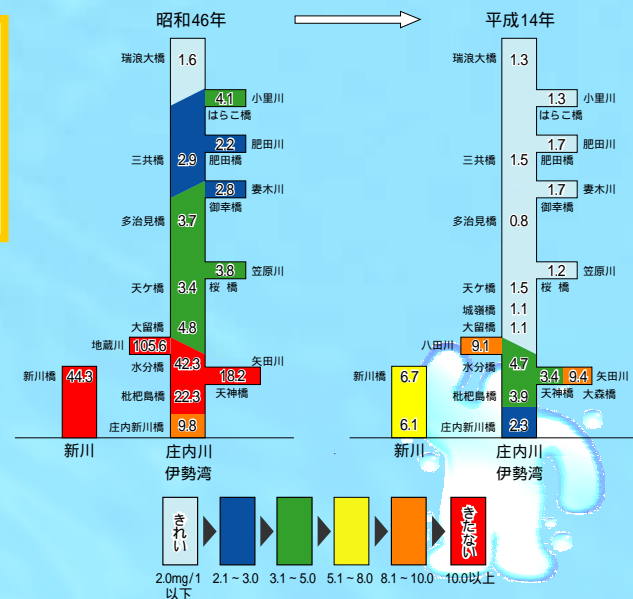 昭和46年
平成14年
瑞浪大橋 1.6
4.1 小里川
はらこ橋
2.2 肥田川
三共橋 2.9 肥田橋
2.8 妻木川
御幸橋
多治見橋 3.7
3.8 笠原川
天ケ橋 3.4 桜 橋
大留橋 4.8
地蔵川 105.6
水分橋 42.3
矢田川
18.2
天神橋
新川橋 44.3
枇杷島橋 22.3
庄内新川橋 9.8
新川
庄内川
伊勢湾
瑞浪大橋 1.3
1.3 小里川
はらこ橋
1.7 肥田川
三共橋 1.5 肥田橋
1.7 妻木川
御幸橋
多治見橋 0.8
1.2 笠原川
天ケ橋 1.5 桜 橋
城嶺橋 1.1
大留橋 1.1
八田川 9.1
水分橋 4.7
3.4 9.4 矢田川
天神橋 大森橋
新川橋 6.7
枇杷島橋 3.9
6.1 庄内新川橋 2.3
新川
庄内川
伊勢湾
きれい
きたない
2.0mg/1
以下
2.1～3.0
3.1～5.0
5.1～8.0
8.1～10.0
10.0以上